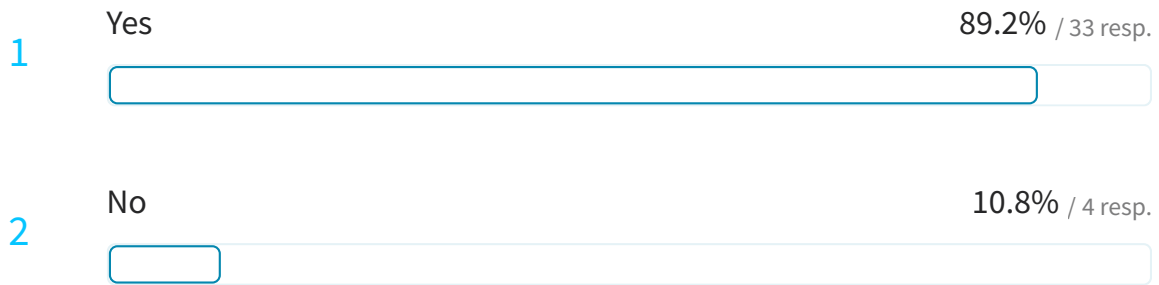 Yes 89.2% / 33 resp.
1
No 10.8% / 4 resp.
2